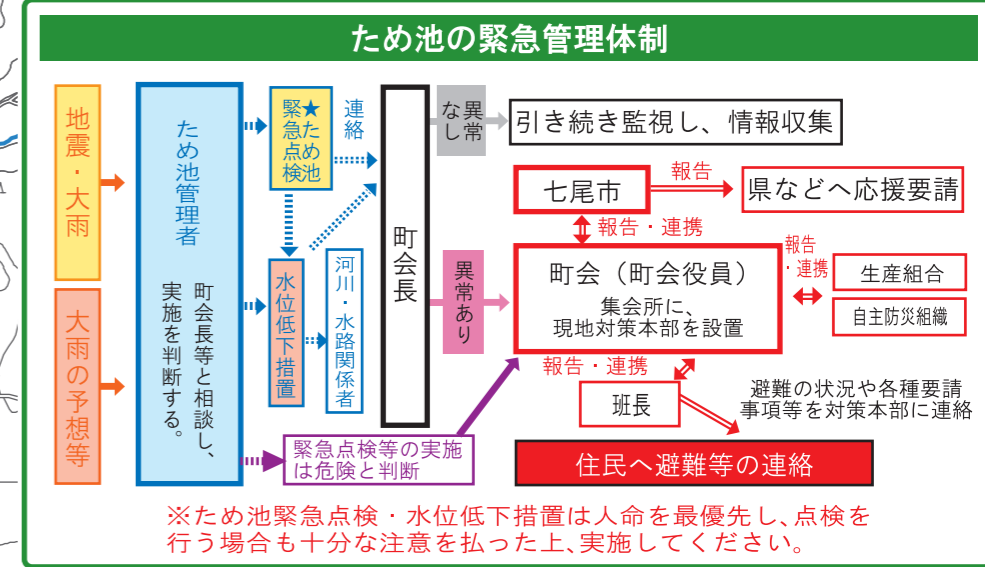 ため池の緊急管理体制
地震・大雨
大雨の予想等
ため池管理者
町会長等と相談し、
実施を判断する。
★ため池
緊急点検
連絡
水位低下措置
河川・水路関係者
緊急点検等の実施
は危険と判断
町会長
異常
なし
引き続き監視し、情報収集
異常あり
七尾市
報告
県などへ応援要請
報告・連携
町会（町会役員）
集会所に、
現地対策本部を設置
報告
・連携
生産組合
自主防災組織
報告・連携
班長
避難の状況や各種要請
事項等を対策本部に連絡
住民へ避難等の連絡
※ため池緊急点検・水位低下措置は人命を最優先し、点検を
行う場合も十分な注意を払った上、実施してください。